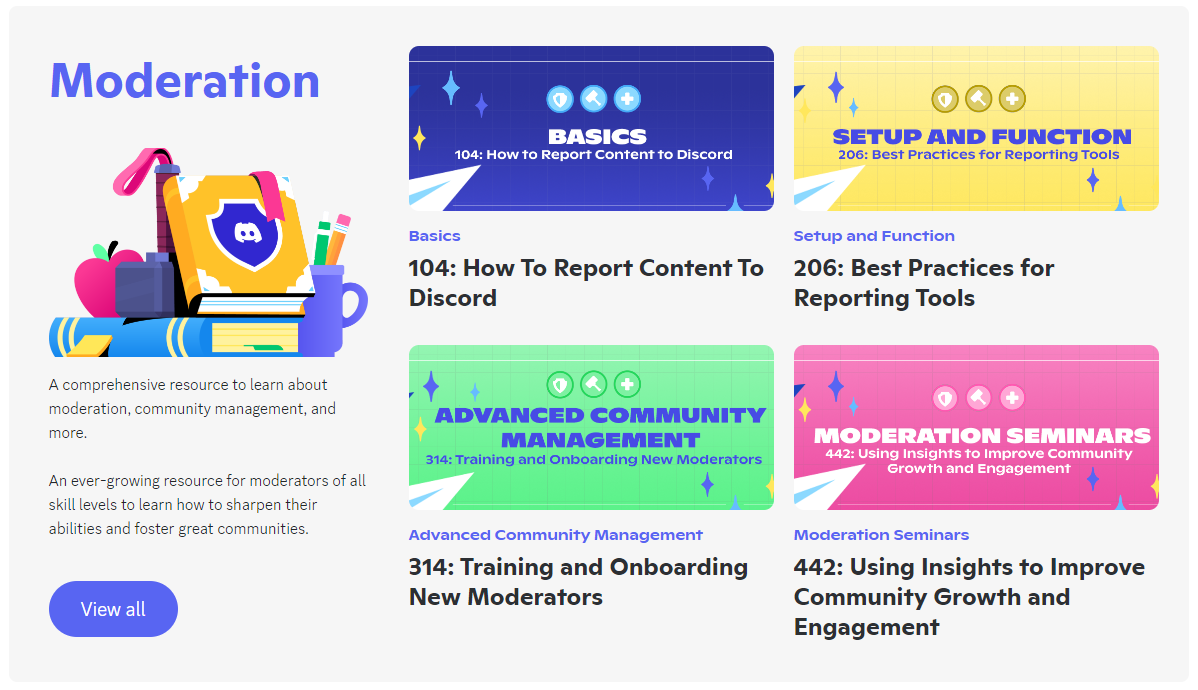 Moderation
A comprehensive resource to learn about
moderation, community management, and
more.
An ever-growing resource for moderators of all
skill levels to learn how to sharpen their
abilities and foster great communities.
View all
BASICS
104: How to Report Content to Discord
Basics
104: How To Report Content To
Discord
SETUP AND FUNCTION
206: Best Practices for Reporting Tools
Setup and Function
206: Best Practices for
Reporting Tools
ADVANCED COMMUNITY
MANAGEMENT
314: Training and Onboarding New Moderators
Advanced Community Management
314: Training and Onboarding
New Moderators
MODERATION SEMINARS
442: Using Insights to Improve Community
Growth and Engagement
Moderation Seminars
442: Using Insights to Improve
Community Growth and
Engagement